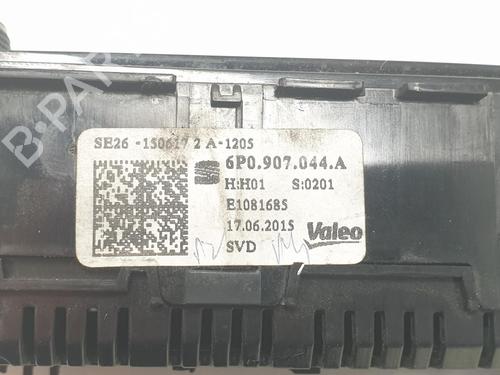 SE26 -150617 2 A-1205
6P0.907.044.A
H:H01 S:0201
E1081685
17.06.2015
SVD
Valeo
B-PARTS